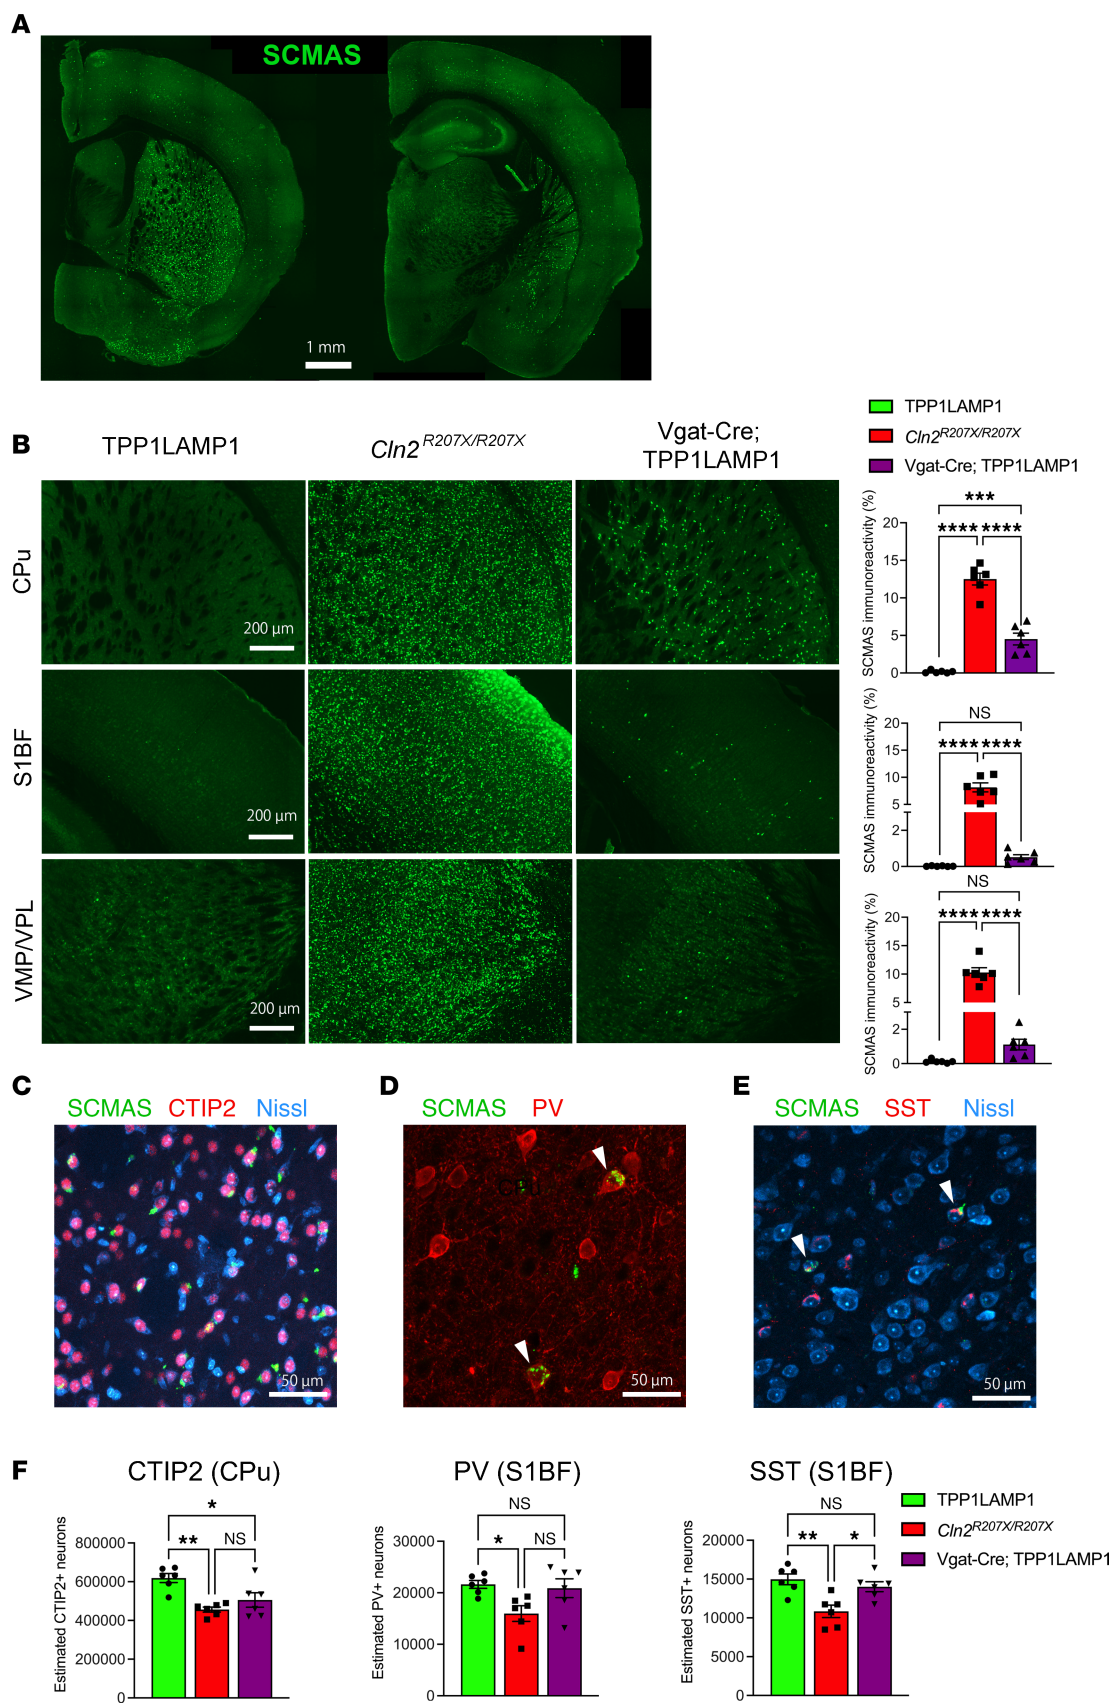 A
SCMAS
1 mm
B
TPP1LAMP1
Cln2 R207X/R207X
Vgat-Cre;
TPP1LAMP1
TPP1LAMP1
Cln2R207X/R207X
Vgat-Cre; TPP1LAMP1
CPu
200 µm
SCMAS immunoreactivity (%)
20
15
10
5
0
***
**** ****
S1BF
200 µm
SCMAS immunoreactivity (%)
20
15
10
5
2
0
NS
**** ****
VMP/VPL
200 µm
SCMAS immunoreactivity (%)
20
15
10
5
2
0
NS
**** ****
C
SCMAS CTIP2 Nissl
50 µm
D
SCMAS PV
CPu
50 µm
E
SCMAS SST Nissl
50 µm
F
CTIP2 (CPu)
Estimated CTIP2+ neurons
800000
600000
400000
200000
0
*
** NS
PV (S1BF)
Estimated PV+ neurons
30000
20000
10000
0
NS
* NS
SST (S1BF)
Estimated SST+ neurons
20000
15000
10000
5000
0
NS
** *
TPP1LAMP1
Cln2R207X/R207X
Vgat-Cre; TPP1LAMP1